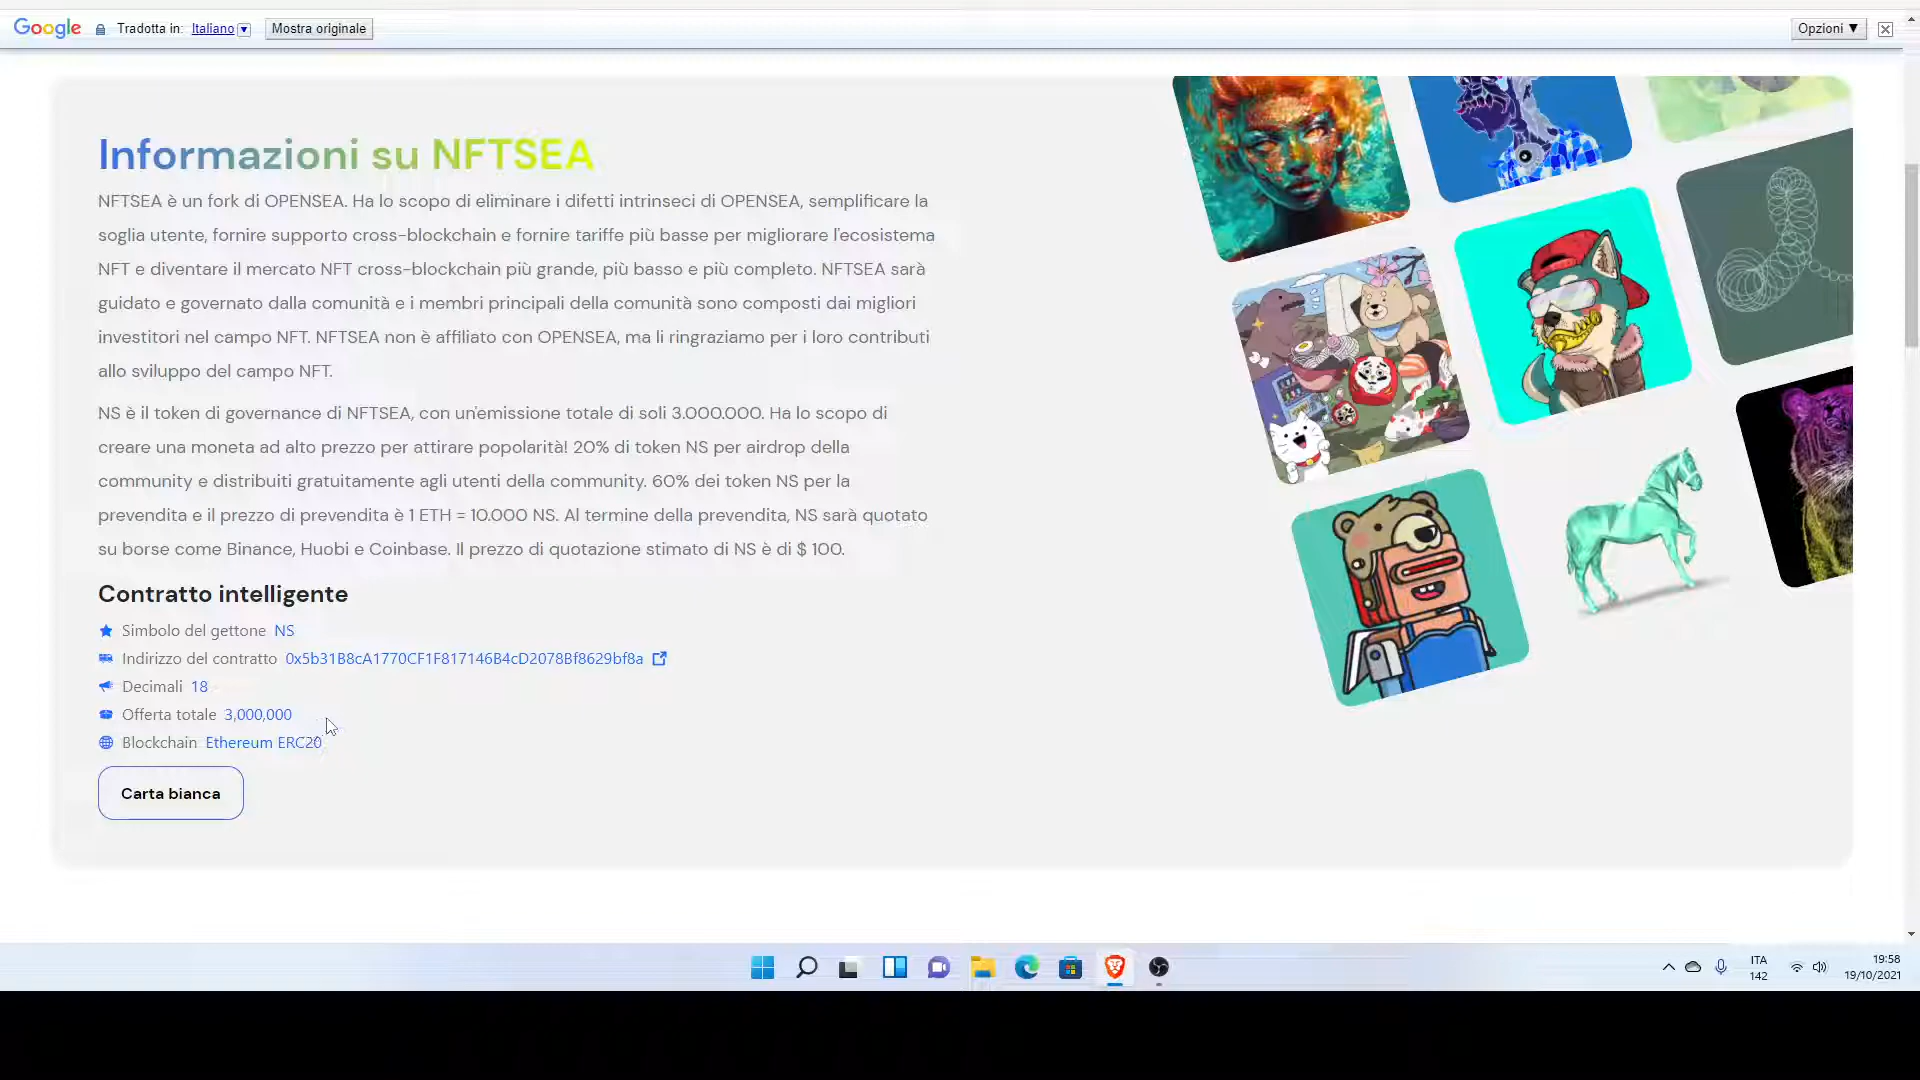 Google Tradotta in: Italiano Mostra originale Opzioni ▼
Informazioni su NFTSEA
NFTSEA è un fork di OPENSEA. Ha lo scopo di eliminare i difetti intrinseci di OPENSEA, semplificare la
soglia utente, fornire supporto cross-blockchain e fornire tariffe più basse per migliorare l'ecosistema
NFT e diventare il mercato NFT cross-blockchain più grande, più basso e più completo. NFTSEA sarà
guidato e governato dalla comunità e i membri principali della comunità sono composti dai migliori
investitori nel campo NFT. NFTSEA non è affiliato con OPENSEA, ma li ringraziamo per i loro contributi
allo sviluppo del campo NFT.
NS è il token di governance di NFTSEA, con un'emissione totale di soli 3.000.000. Ha lo scopo di
creare una moneta ad alto prezzo per attirare popolarità! 20% di token NS per airdrop della
community e distribuiti gratuitamente agli utenti della community. 60% dei token NS per la
prevendita e il prezzo di prevendita è 1 ETH = 10.000 NS. Al termine della prevendita, NS sarà quotato
su borse come Binance, Huobi e Coinbase. Il prezzo di quotazione stimato di NS è di $ 100.
Contratto intelligente
Simbolo del gettone NS
Indirizzo del contratto 0x5b31B8cA1770CF1F817146B4cD2078Bf8629bf8a
Decimali 18
Offerta totale 3,000,000
Blockchain Ethereum ERC20
Carta bianca
ITA
142
19:58
19/10/2021